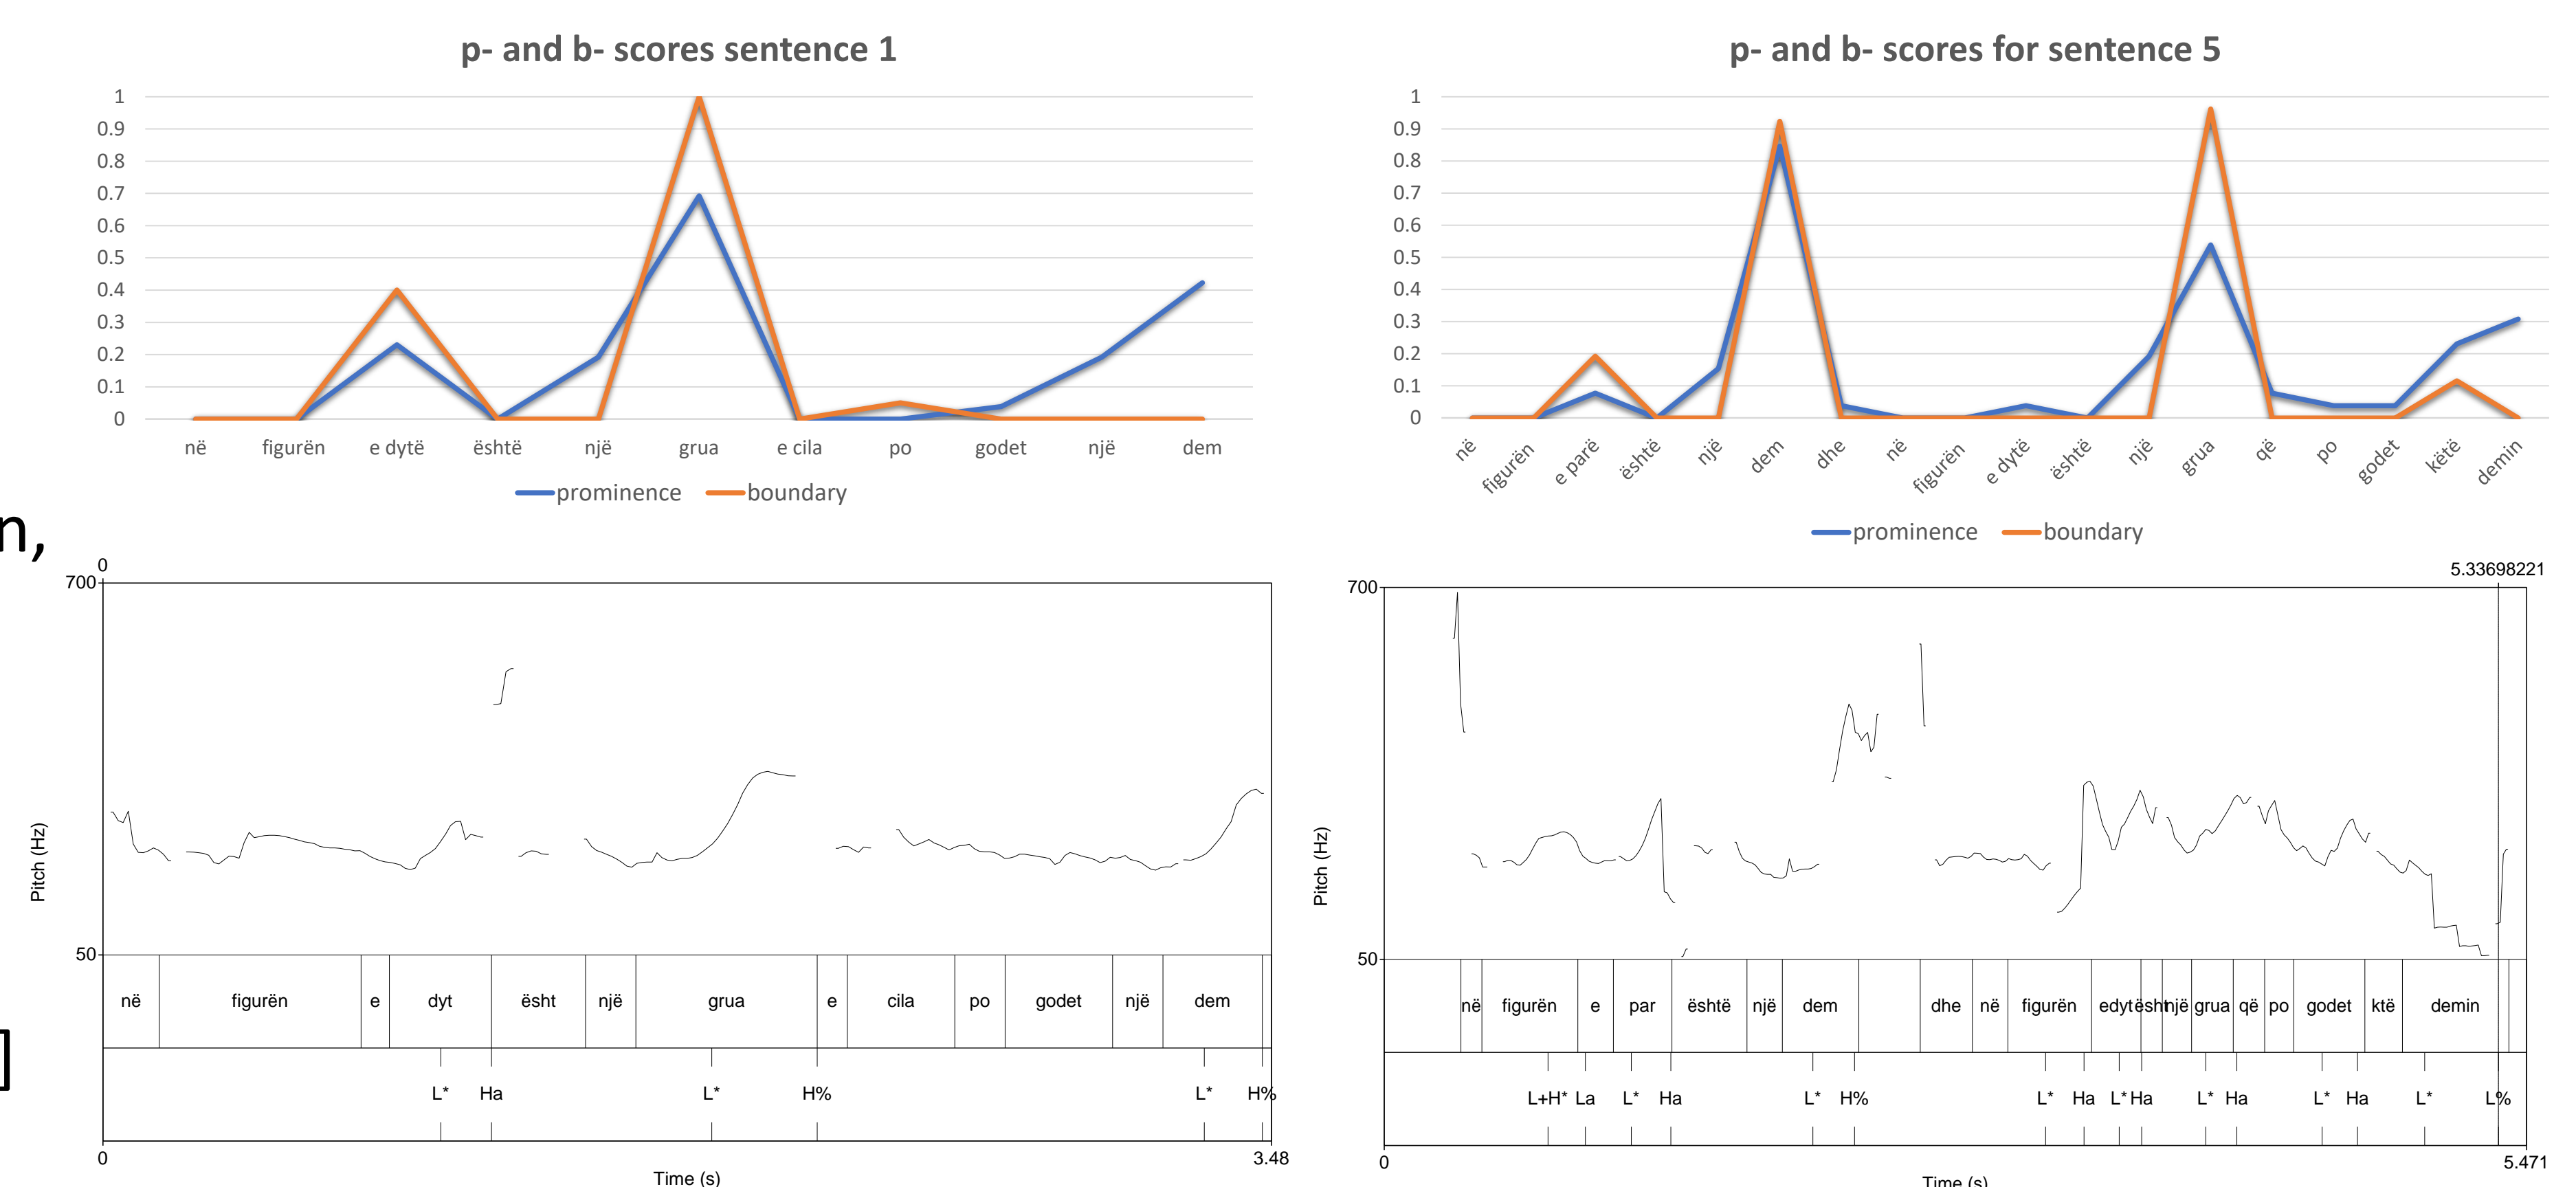 p- and b- scores sentence 1
1
0.9
0.8
0.7
0.6
0.5
0.4
0.3
0.2
0.1
0
në figurën e dytë është një grua e cila po godet një dem
prominence boundary
p- and b- scores for sentence 5
1
0.9
0.8
0.7
0.6
0.5
0.4
0.3
0.2
0.1
0
në figurën e parë është një dem dhe në figurën e dytë është një grua që po godet këtë demin
prominence boundary
n,
]
0
700
Pitch (Hz)
50
në figurën e dyt ësht një grua e cila po godet një dem
L* Ha L* H% L* H%
0 3.48
Time (s)
5.33698221
700
Pitch (Hz)
50
në figurën e par është një dem dhe në figurën edyt ësht një grua që po godet ktë demin
L+H* La L* Ha L* H% L* Ha L* Ha L* Ha L* Ha L* L%
0 5.471
Time (s)